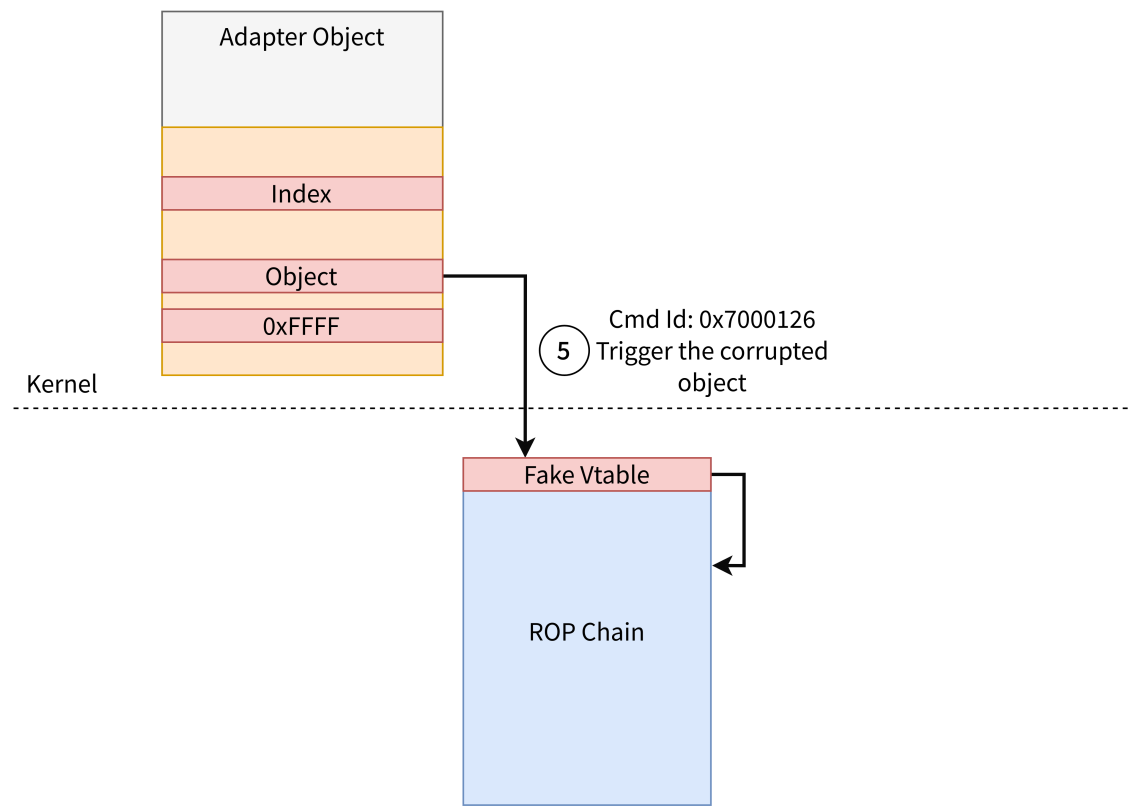 Adapter Object
Index
Object
0xFFFF
5
Cmd Id: 0x7000126
Trigger the corrupted
object
Kernel
Fake Vtable
ROP Chain